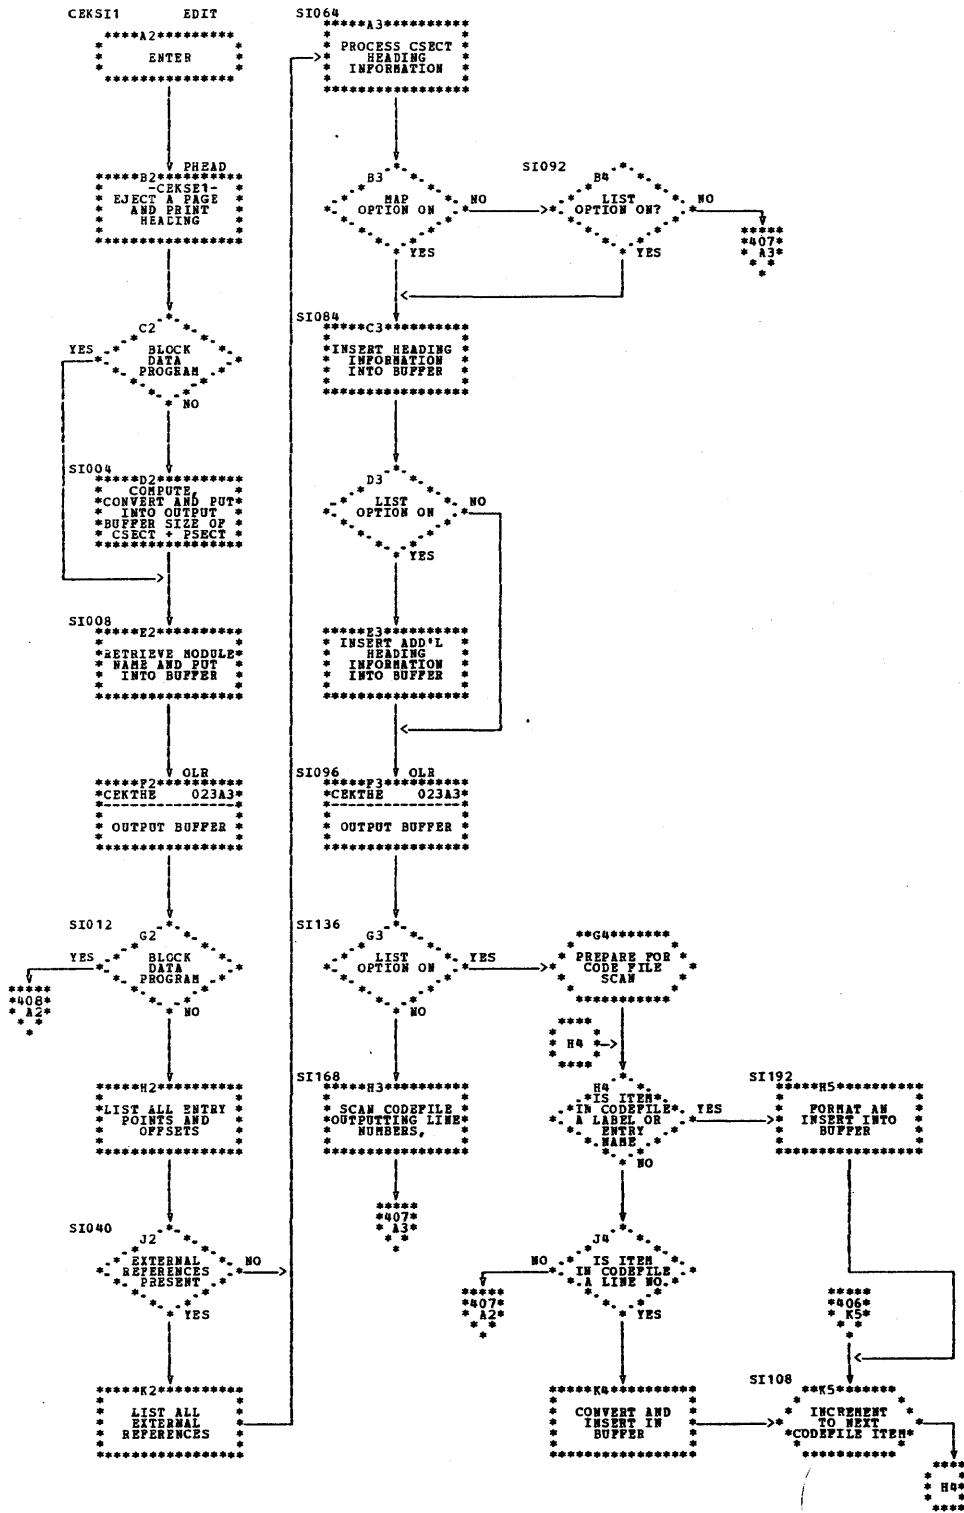 CEKSI1 EDIT
A2
ENTER
PHEAD
B2
-CEKSE1-
EJECT A PAGE
AND PRINT
HEADING
C2
BLOCK
DATA
PROGRAM
YES
NO
SI004
D2
COMPUTE,
CONVERT AND PUT
INTO OUTPUT
BUFFER SIZE OF
CSECT + PSECT
SI008
E2
RETRIEVE MODULE
NAME AND PUT
INTO BUFFER
OLR
F2
CEKTHE 023A3
OUTPUT BUFFER
SI012
G2
BLOCK
DATA
PROGRAM
YES
NO
408
A2
H2
LIST ALL ENTRY
POINTS AND
OFFSETS
SI040
J2
EXTERNAL
REFERENCES
PRESENT
NO
YES
K2
LIST ALL
EXTERNAL
REFERENCES
SI064
A3
PROCESS CSECT
HEADING
INFORMATION
B3
MAP
OPTION ON
NO
YES
SI092
B4
LIST
OPTION ON?
NO
YES
407
A3
SI084
C3
INSERT HEADING
INFORMATION
INTO BUFFER
D3
LIST
OPTION ON
NO
YES
E3
INSERT ADD'L
HEADING
INFORMATION
INTO BUFFER
SI096
OLR
F3
CEKTHE 023A3
OUTPUT BUFFER
SI136
G3
LIST
OPTION ON
YES
NO
G4
PREPARE FOR
CODE FILE
SCAN
H4
SI168
H3
SCAN CODEFILE
OUTPUTTING LINE
NUMBERS,
407
A3
H4
IS ITEM
IN CODEFILE
A LABEL OR
ENTRY
NAME
YES
NO
SI192
H5
FORMAT AN
INSERT INTO
BUFFER
J4
IS ITEM
IN CODEFILE
A LINE NO.
NO
YES
407
A2
406
K5
K4
CONVERT AND
INSERT IN
BUFFER
SI108
K5
INCREMENT
TO NEXT
CODEFILE ITEM
H4